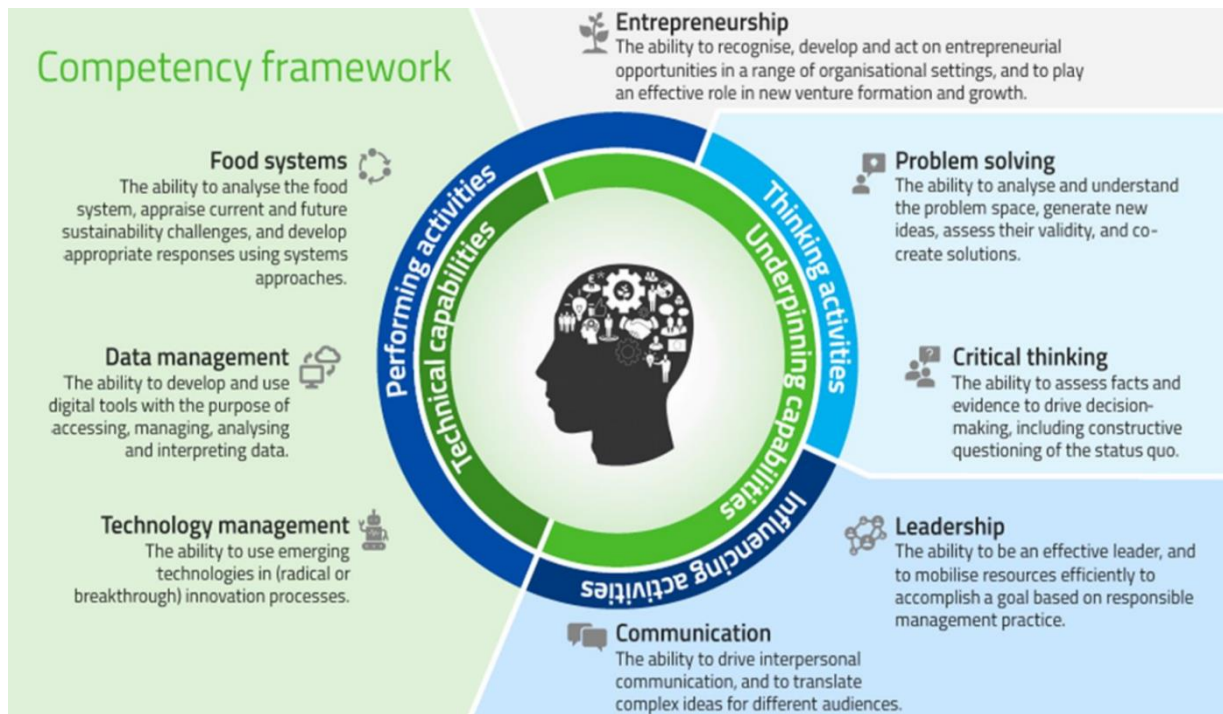 Competency framework
Entrepreneurship
The ability to recognise, develop and act on entrepreneurial
opportunities in a range of organisational settings, and to play
an effective role in new venture formation and growth.
Food systems
The ability to analyse the food
system, appraise current and future
sustainability challenges, and develop
appropriate responses using systems
approaches.
Data management
The ability to develop and use
digital tools with the purpose of
accessing, managing, analysing
and interpreting data.
Technology management
The ability to use emerging
technologies in (radical or
breakthrough) innovation processes.
Performing activities
Technical capabilities
Thinking activities
Underpinning capabilities
Influencing activities
Problem solving
The ability to analyse and understand
the problem space, generate new
ideas, assess their validity, and co-
create solutions.
Critical thinking
The ability to assess facts and
evidence to drive decision-
making, including constructive
questioning of the status quo.
Leadership
The ability to be an effective leader, and
to mobilise resources efficiently to
accomplish a goal based on responsible
management practice.
Communication
The ability to drive interpersonal
communication, and to translate
complex ideas for different audiences.